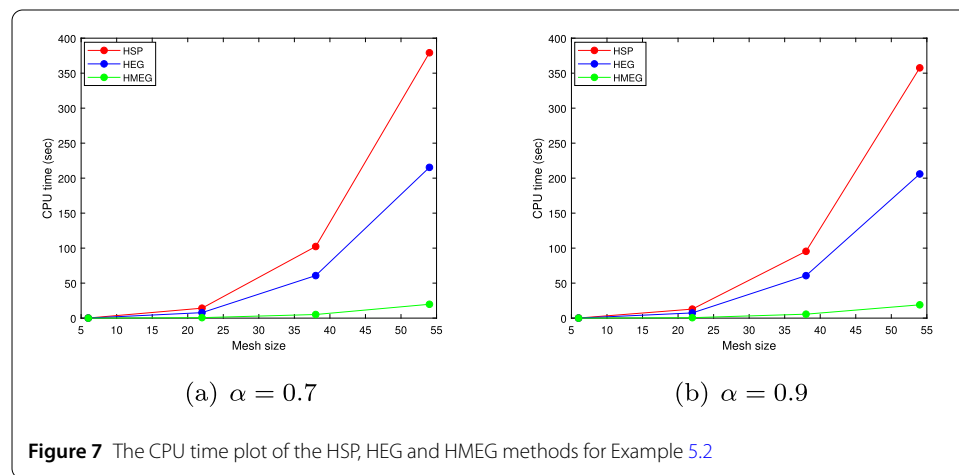 400
350
300
250
200
150
100
50
0
CPU time (sec)
HSP
HEG
HMEG
5 10 15 20 25 30 35 40 45 50 55
Mesh size
(a) α = 0.7
400
350
300
250
200
150
100
50
0
CPU time (sec)
HSP
HEG
HMEG
5 10 15 20 25 30 35 40 45 50 55
Mesh size
(b) α = 0.9
Figure 7 The CPU time plot of the HSP, HEG and HMEG methods for Example 5.2